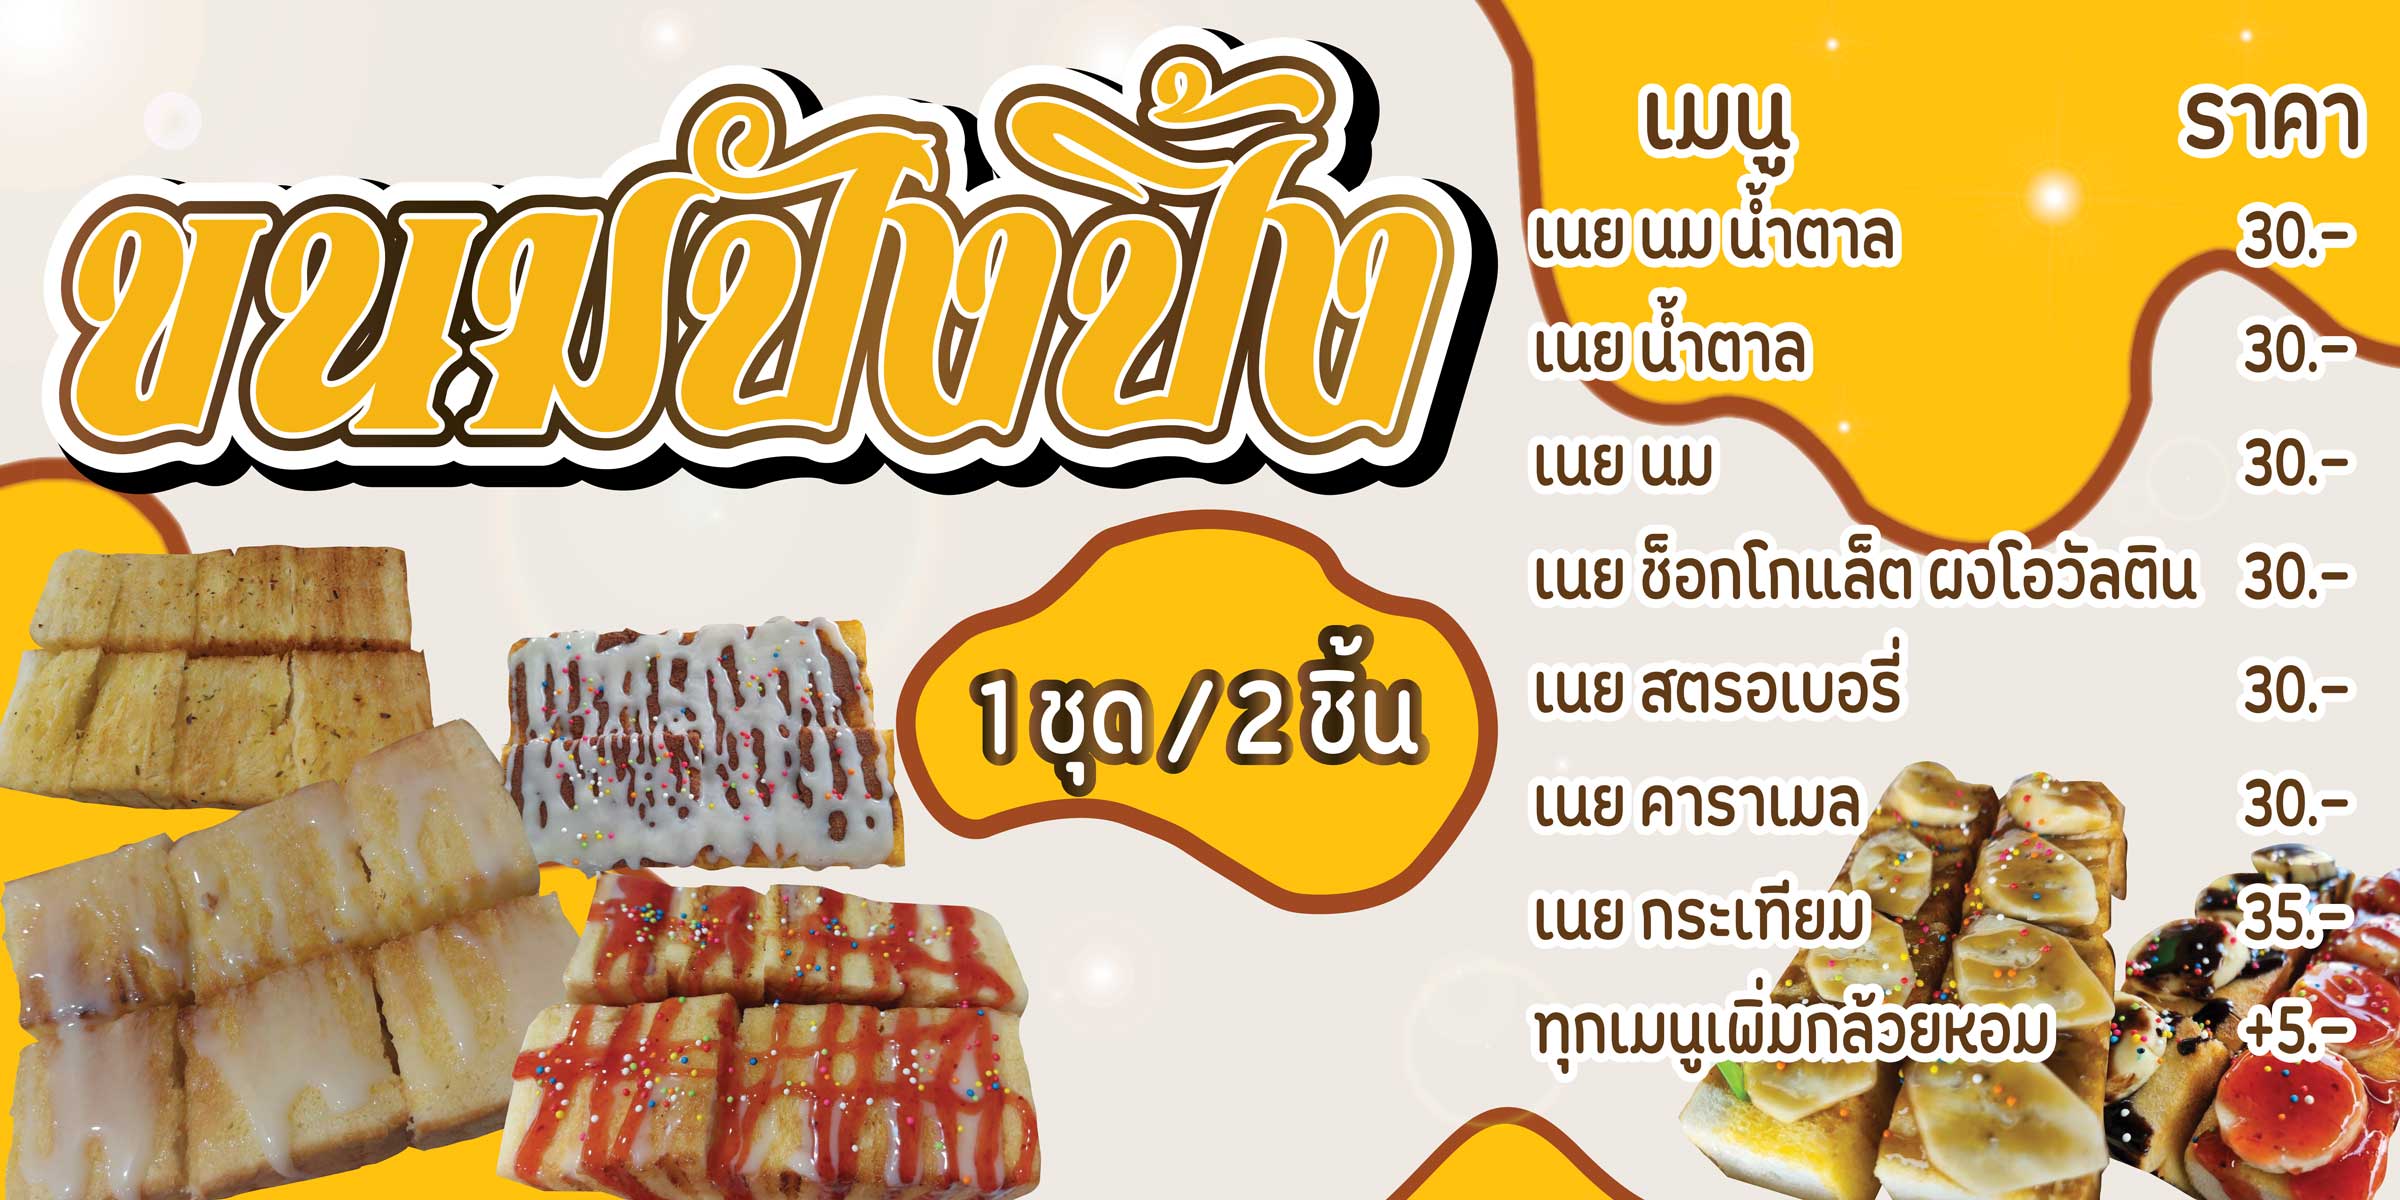 ขนมปังปิ้ง
1 ชุด / 2 ชิ้น
เมนู ราคา
เนย นม น้ำตาล 30.-
เนย น้ำตาล 30.-
เนย นม 30.-
เนย ช็อกโกแล็ต ผงโอวัลติน 30.-
เนย สตรอเบอรี่ 30.-
เนย คาราเมล 30.-
เนย กระเทียม 35.-
ทุกเมนูเพิ่มกล้วยหอม +5.-